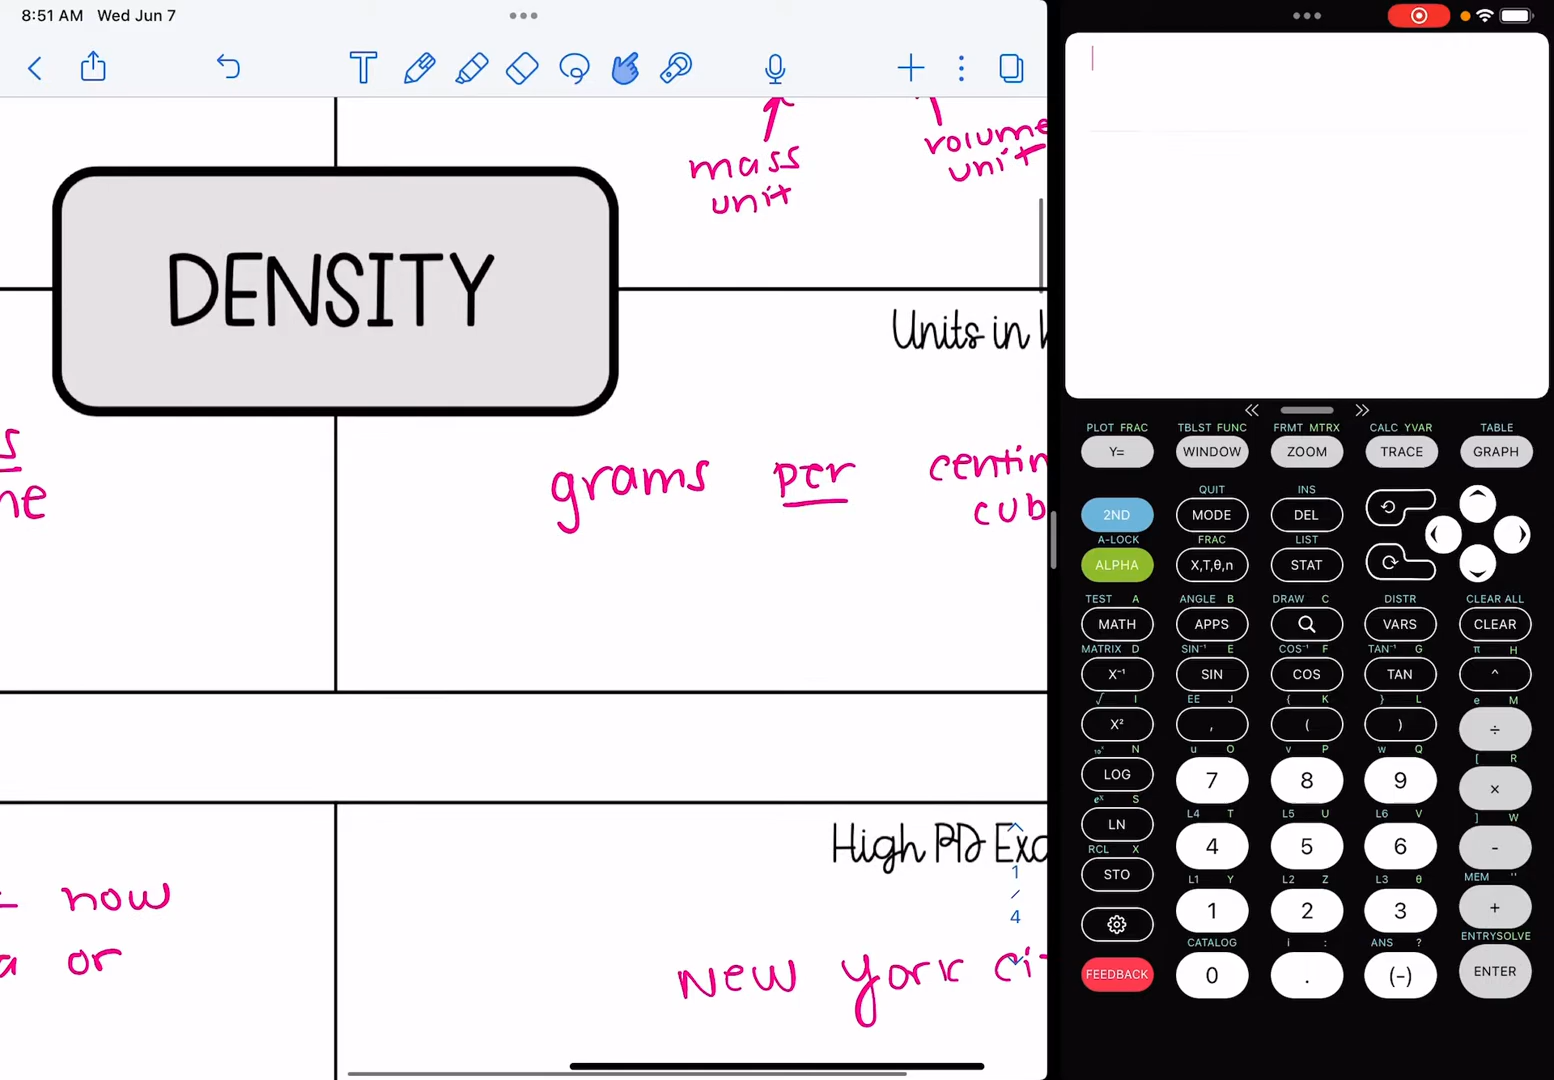 8:51 AM Wed Jun 7
mass
unit
volume
unit
DENSITY
Units in
grams per
cub
High PD
now
or
New York
1
/
4
PLOT FRAC TBLST FUNC FRMT MTRX CALC YVAR TABLE
Y= WINDOW ZOOM TRACE GRAPH
QUIT INS
2ND MODE DEL
A-LOCK FRAC LIST
ALPHA X,T,θ,n STAT
TEST A ANGLE B DRAW C DISTR CLEAR ALL
MATH APPS VARS CLEAR
MATRIX D SIN⁻¹ E COS⁻¹ F TAN⁻¹ G π H
X⁻¹ SIN COS TAN ^
√ I EE J { K } L e M
X² , ( ) ÷
10ˣ N u O v P w Q [ R
LOG 7 8 9 ×
eˣ S L4 T L5 U L6 V ] W
LN 4 5 6 -
RCL X L1 Y L2 Z L3 θ MEM "
STO 1 2 3 +
CATALOG i : ANS ? ENTRYSOLVE
FEEDBACK 0 . (-) ENTER